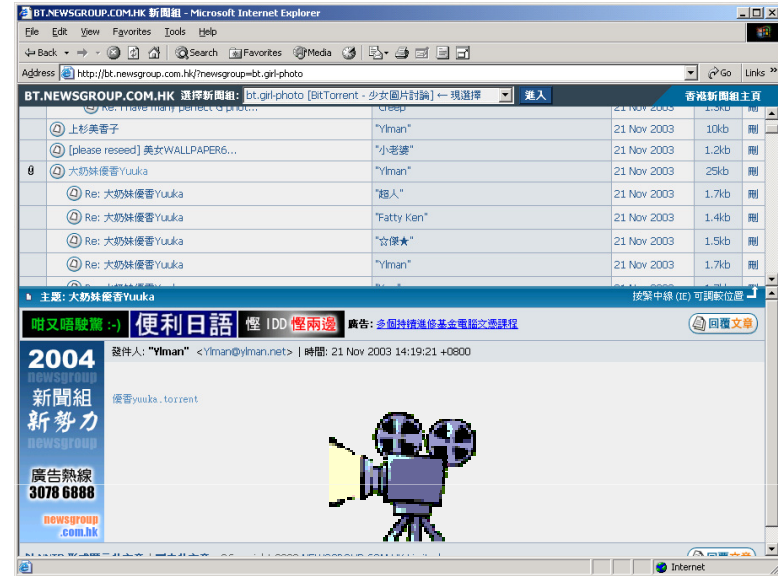 BT.NEWSGROUP.COM.HK 新聞組 - Microsoft Internet Explorer
File Edit View Favorites Tools Help
Back Search Favorites Media
Address http://bt.newsgroup.com.hk/?newsgroup=bt.girl-photo Go Links »
BT.NEWSGROUP.COM.HK 選擇新聞組: bt.girl-photo [BitTorrent - 少女圖片討論] ← 現選擇 進入 香港新聞組主頁
Re: I have many perfect G phot... "Creep" 21 Nov 2003 1.3kb 刪
上杉美香子 "Ylman" 21 Nov 2003 10kb 刪
[please reseed] 美女WALLPAPER6... "小老婆" 21 Nov 2003 1.2kb 刪
大奶妹優香Yuuka "Ylman" 21 Nov 2003 25kb 刪
Re: 大奶妹優香Yuuka "超人" 21 Nov 2003 1.7kb 刪
Re: 大奶妹優香Yuuka "Fatty Ken" 21 Nov 2003 1.4kb 刪
Re: 大奶妹優香Yuuka "☆傑★" 21 Nov 2003 1.5kb 刪
Re: 大奶妹優香Yuuka "Ylman" 21 Nov 2003 1.7kb 刪
主題: 大奶妹優香Yuuka 按緊中線 (IE) 可調較位置
咁又唔駛驚 :-) 便利日語 慳 IDD 慳兩邊 廣告: 多個持續進修基金電腦文憑課程 回覆文章
發件人: "Ylman" <Ylman@ylman.net> | 時間: 21 Nov 2003 14:19:21 +0800
2004
newsgroup
新聞組
新勢力
newsgroup
優香yuuka.torrent
廣告熱線
3078 6888
newsgroup
.com.hk
Internet